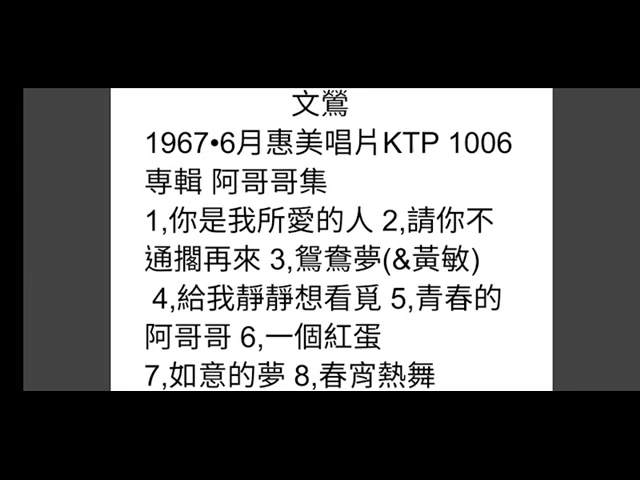 文鶯
1967•6月惠美唱片KTP 1006
專輯 阿哥哥集
1,你是我所愛的人 2,請你不
通擱再來 3,鴛鴦夢(&黃敏)
4,給我靜靜想看覓 5,青春的
阿哥哥 6,一個紅蛋
7,如意的夢 8,春宵熱舞